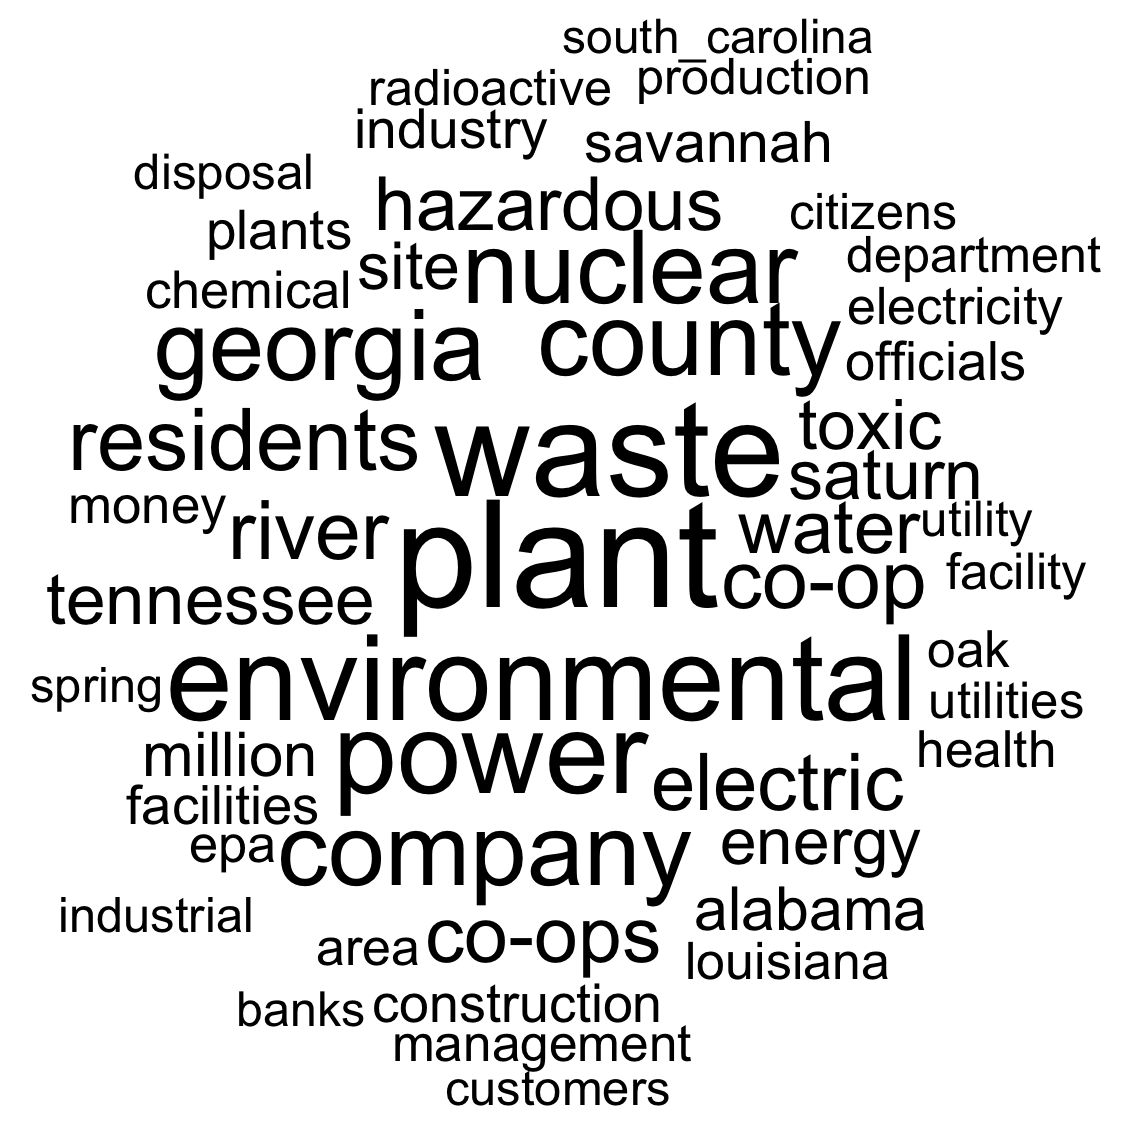 south_carolina
radioactive production
industry savannah
disposal hazardous citizens
plants site nuclear department
chemical electricity
georgia county officials
residents waste toxic
saturn
money river plant water utility
tennessee co-op facility
spring environmental oak
utilities
million power electric health
facilities
epa company energy
industrial alabama
area co-ops louisiana
banks construction
management
customers